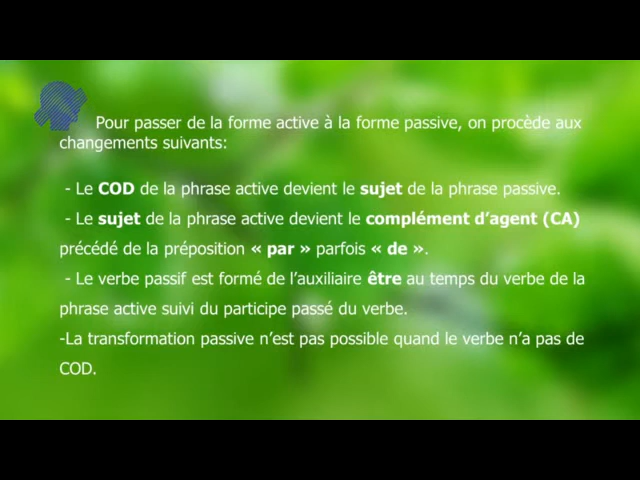 Pour passer de la forme active à la forme passive, on procède aux
changements suivants:
- Le COD de la phrase active devient le sujet de la phrase passive.
- Le sujet de la phrase active devient le complément d’agent (CA)
précédé de la préposition « par » parfois « de ».
- Le verbe passif est formé de l’auxiliaire être au temps du verbe de la
phrase active suivi du participe passé du verbe.
-La transformation passive n’est pas possible quand le verbe n’a pas de
COD.